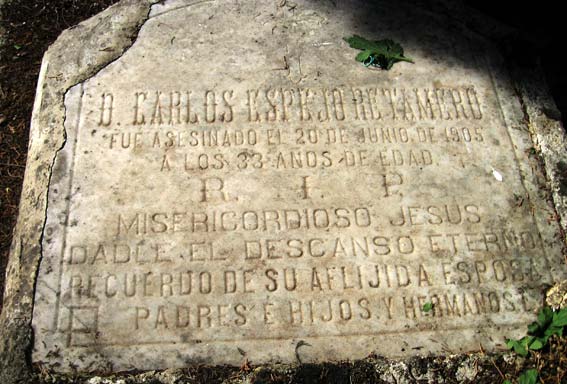 D. CARLOS ESPEJO RETAMERO
FUE ASESINADO EL 20 DE JUNIO DE 1905
A LOS 33 AÑOS DE EDAD
R. I. P.
MISERICORDIOSO JESUS
DADLE EL DESCANSO ETERNO
RECUERDO DE SU AFLIJIDA ESPOSA
PADRES É HIJOS Y HERMANOS